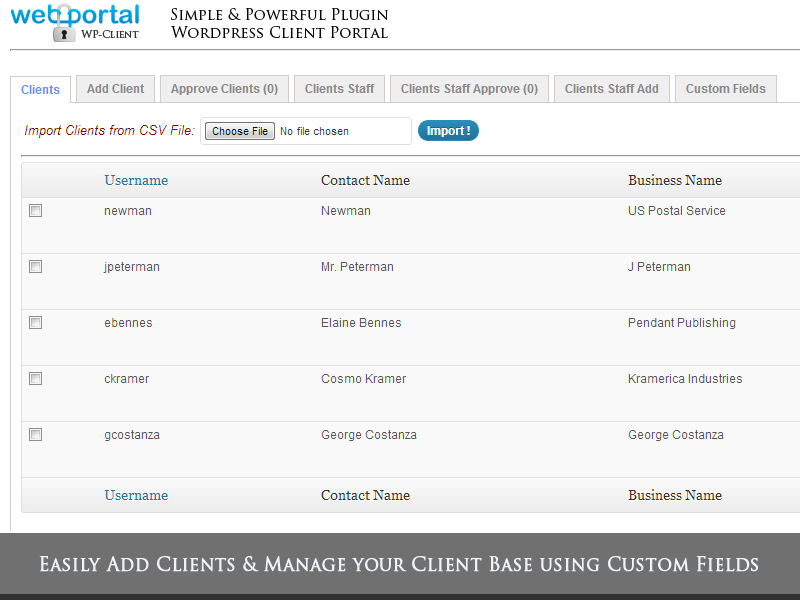 web portal
WP-Client
Simple & Powerful Plugin
Wordpress Client Portal
Clients Add Client Approve Clients (0) Clients Staff Clients Staff Approve (0) Clients Staff Add Custom Fields
Import Clients from CSV File: Choose File No file chosen Import !
Username Contact Name Business Name
newman Newman US Postal Service
jpeterman Mr. Peterman J Peterman
ebennes Elaine Bennes Pendant Publishing
ckramer Cosmo Kramer Kramerica Industries
gcostanza George Costanza George Costanza
Username Contact Name Business Name
Easily Add Clients & Manage your Client Base using Custom Fields